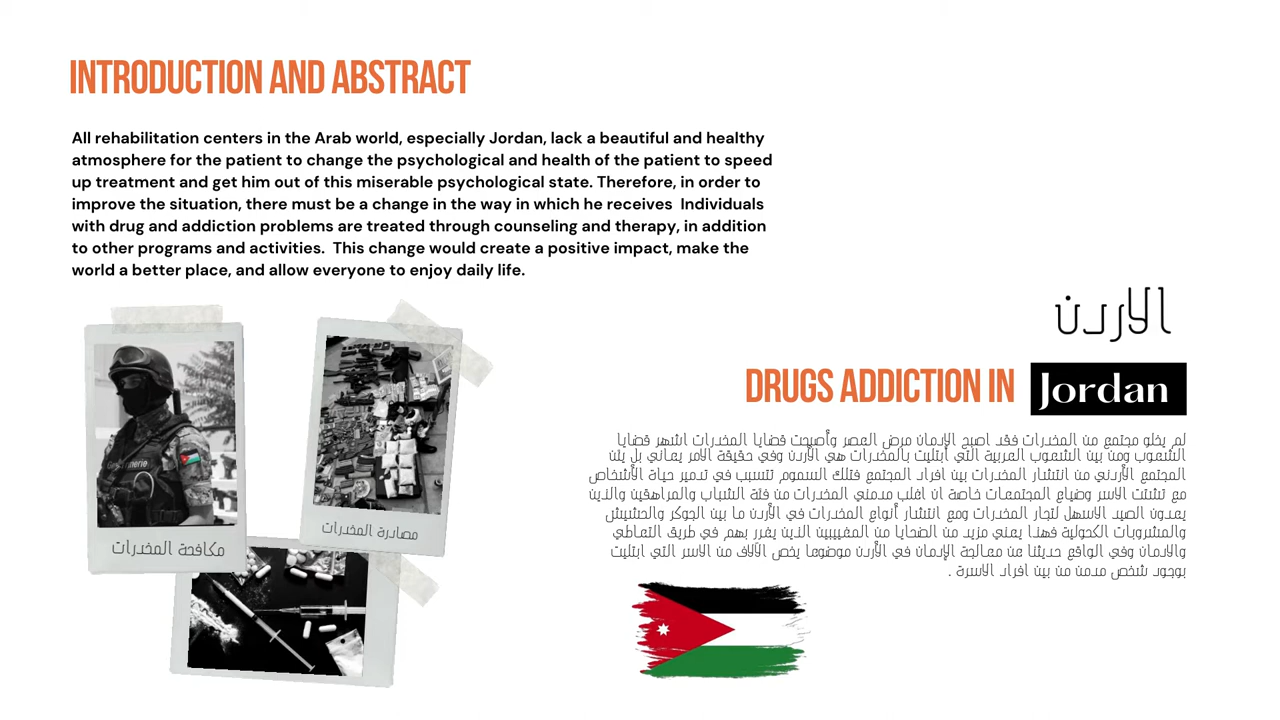 INTRODUCTION AND ABSTRACT
All rehabilitation centers in the Arab world, especially Jordan, lack a beautiful and healthy
atmosphere for the patient to change the psychological and health of the patient to speed
up treatment and get him out of this miserable psychological state. Therefore, in order to
improve the situation, there must be a change in the way in which he receives  Individuals
with drug and addiction problems are treated through counseling and therapy, in addition
to other programs and activities.  This change would create a positive impact, make the
world a better place, and allow everyone to enjoy daily life.
Gendarmerie
مكافحة المخدرات
مصادرة المخدرات
الاردن
DRUGS ADDICTION IN Jordan
لم يخلو مجتمع من المخدرات فقد اصبح الإدمان مرض العصر وأصبحت قضايا المخدرات اشهر قضايا
الشعوب ومن بين الشعوب العربية التي أبتليت بالمخدرات هي الأردن وفي حقيقة الامر يعاني بل يئن
المجتمع الأردني من انتشار المخدرات بين افراد المجتمع فتلك السموم تتسبب في تدمير حياة الأشخاص
مع تشتت الاسر وضياع المجتمعات خاصة ان اغلب مدمني المخدرات من فئة الشباب والمراهقين والذين
يعدون الصيد الاسهل لتجار المخدرات ومع انتشار أنواع المخدرات في الأردن ما بين الجوكر والحشيش
والمشروبات الكحولية فهذا يعني مزيد من الضحايا من المغيبين الذين يغرر بهم في طريق التعاطي
والادمان وفي الواقع حديثنا عن معالجة الإدمان في الأردن موضوعا يخص الآلاف من الاسر التي ابتليت
بوجود شخص مدمن من بين افراد الاسرة .